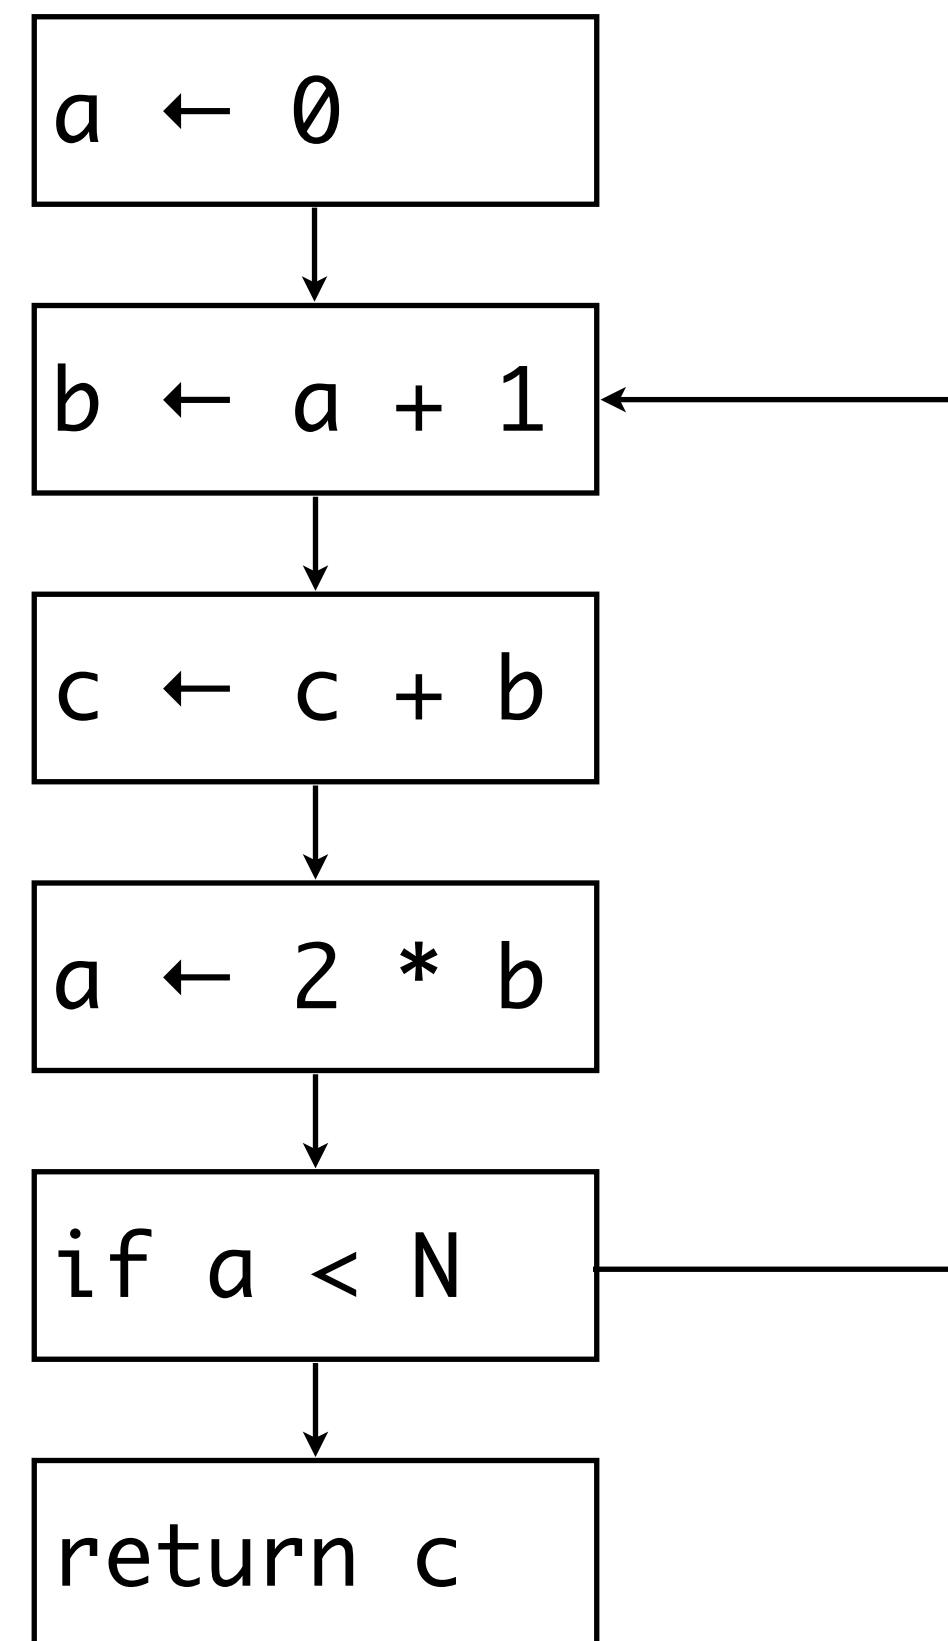 a ← 0
b ← a + 1
c ← c + b
a ← 2 * b
if a < N
return c